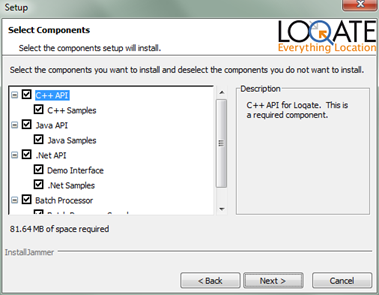 Setup
Select Components
Select the components setup will install.
LOQATE
Everything Location
Select the components you want to install and deselect the components you do not want to install.
C++ API
C++ Samples
Java API
Java Samples
.Net API
Demo Interface
.Net Samples
Batch Processor
Description
C++ API for Loqate. This is
a required component.
81.64 MB of space required
InstallJammer
< Back
Next >
Cancel